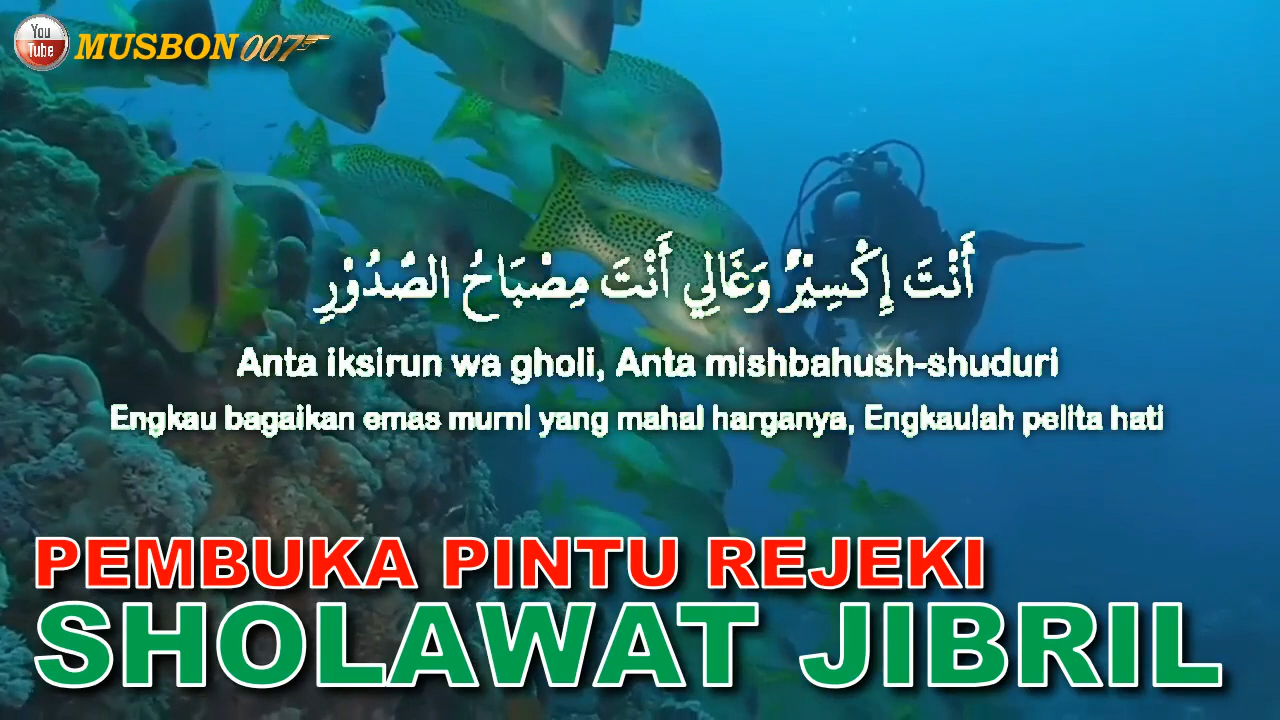 You
Tube
MUSBON007
أَنْتَ إِكْسِيْرٌ وَغَالِي أَنْتَ مِصْبَاحُ الصُّدُوْرِ
Anta iksirun wa gholi, Anta mishbahush-shuduri
Engkau bagaikan emas murni yang mahal harganya, Engkaulah pelita hati
PEMBUKA PINTU REJEKI
SHOLAWAT JIBRIL